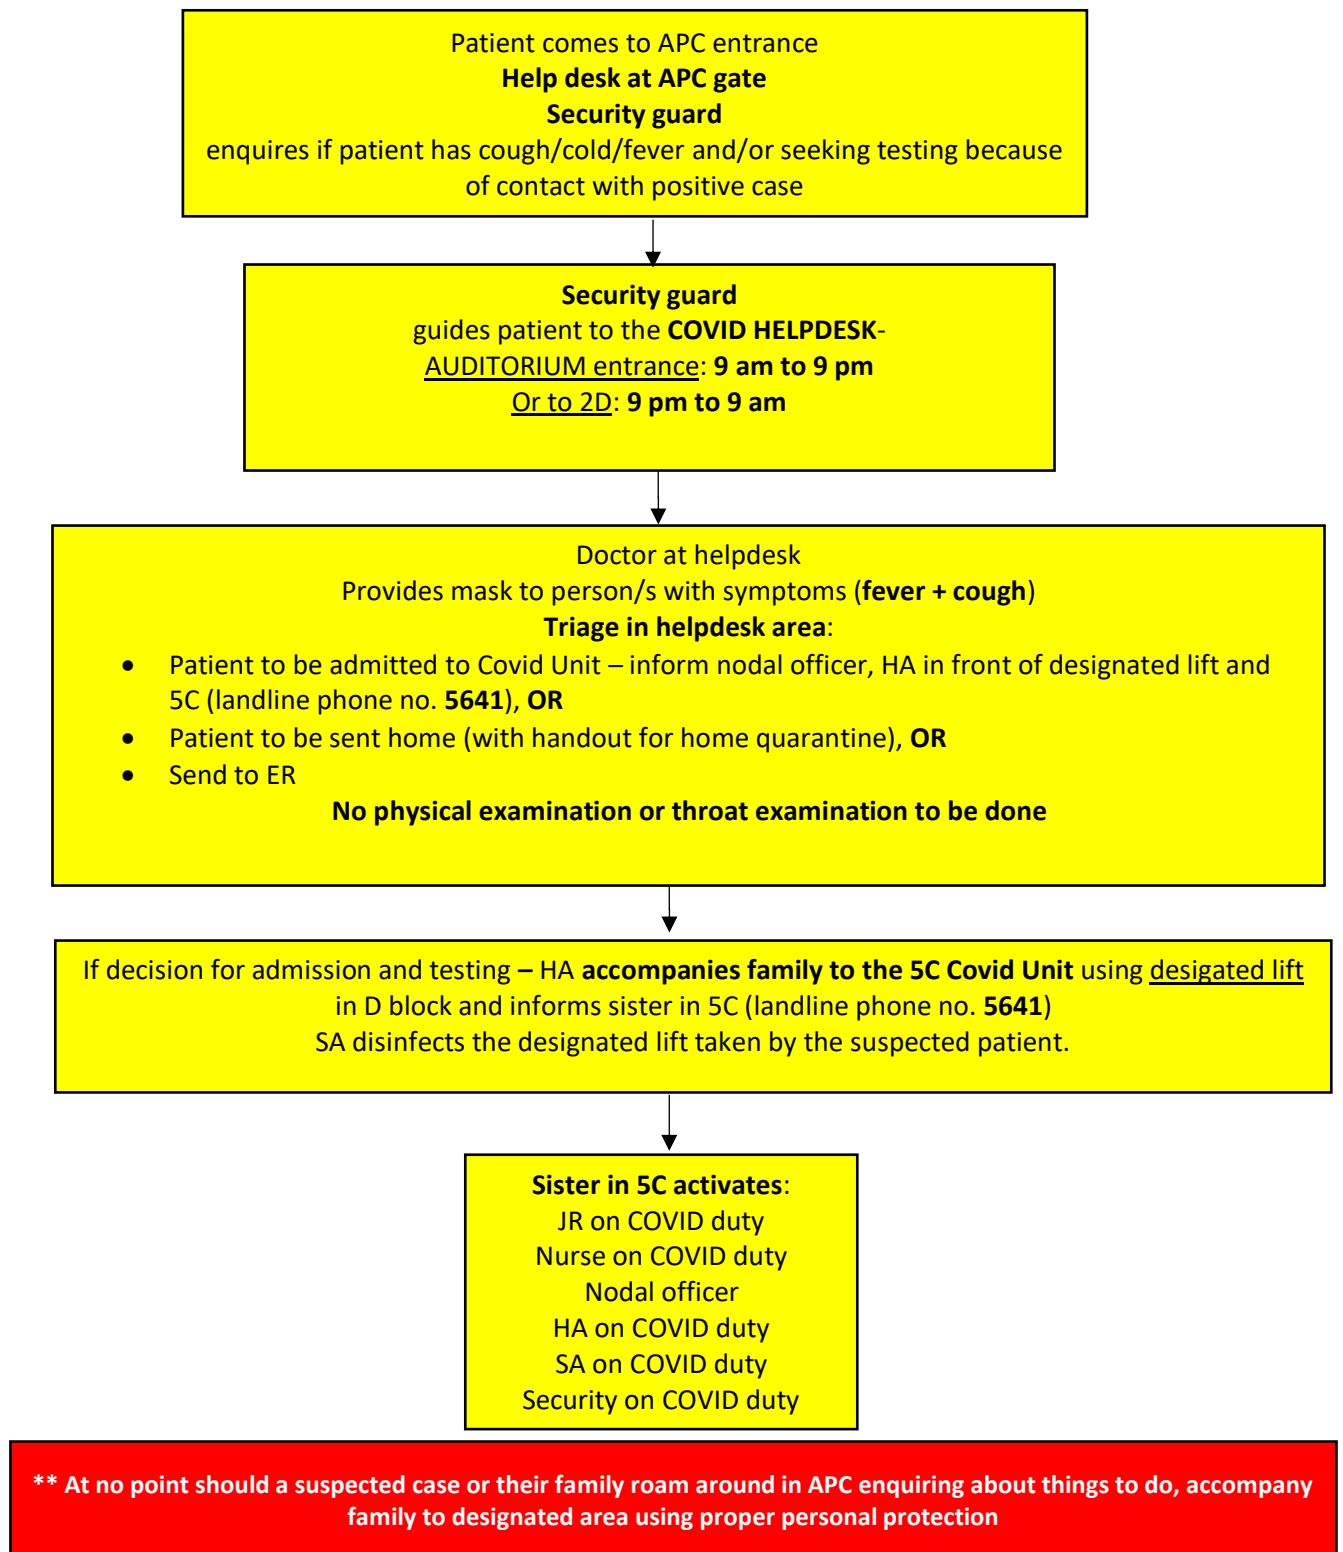 Patient comes to APC entrance
Help desk at APC gate
Security guard
enquires if patient has cough/cold/fever and/or seeking testing because
of contact with positive case
Security guard
guides patient to the COVID HELPDESK-
AUDITORIUM entrance: 9 am to 9 pm
Or to 2D: 9 pm to 9 am
Doctor at helpdesk
Provides mask to person/s with symptoms (fever + cough)
Triage in helpdesk area:
• Patient to be admitted to Covid Unit – inform nodal officer, HA in front of designated lift and
5C (landline phone no. 5641), OR
• Patient to be sent home (with handout for home quarantine), OR
• Send to ER
No physical examination or throat examination to be done
If decision for admission and testing – HA accompanies family to the 5C Covid Unit using desigated lift
in D block and informs sister in 5C (landline phone no. 5641)
SA disinfects the designated lift taken by the suspected patient.
Sister in 5C activates:
JR on COVID duty
Nurse on COVID duty
Nodal officer
HA on COVID duty
SA on COVID duty
Security on COVID duty
** At no point should a suspected case or their family roam around in APC enquiring about things to do, accompany
family to designated area using proper personal protection